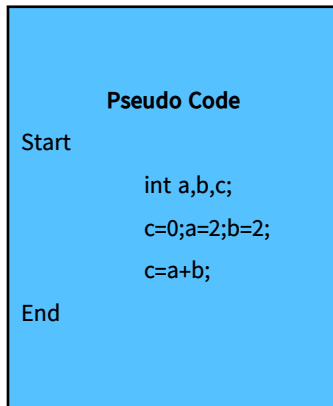 Pseudo Code
Start
int a,b,c;
c=0;a=2;b=2;
c=a+b;
End